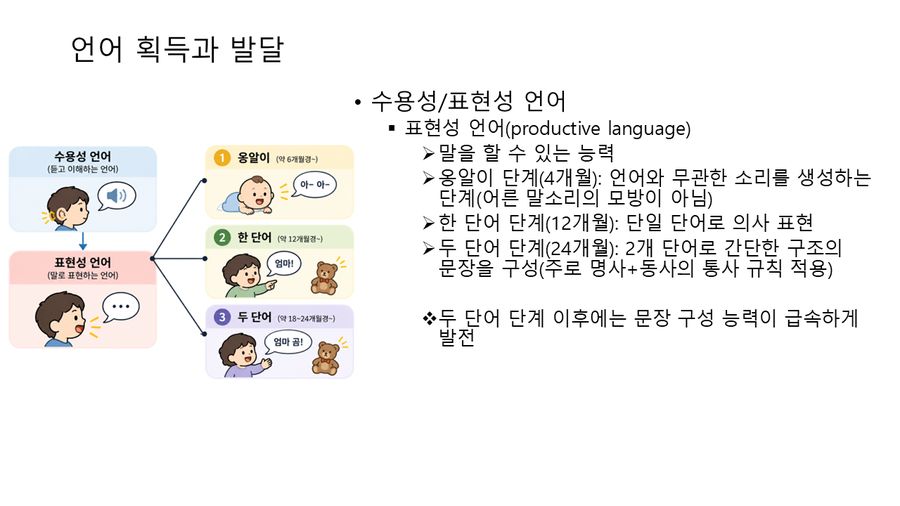 언어 획득과 발달
• 수용성/표현성 언어
▪ 표현성 언어(productive language)
➢말을 할 수 있는 능력
➢옹알이 단계(4개월): 언어와 무관한 소리를 생성하는
단계(어른 말소리의 모방이 아님)
➢한 단어 단계(12개월): 단일 단어로 의사 표현
➢두 단어 단계(24개월): 2개 단어로 간단한 구조의
문장을 구성(주로 명사+동사의 통사 규칙 적용)
❖두 단어 단계 이후에는 문장 구성 능력이 급속하게
발전
수용성 언어
(듣고 이해하는 언어)
표현성 언어
(말로 표현하는 언어)
1 옹알이 (약 6개월경~)
아~ 아~
2 한 단어 (약 12개월경~)
엄마!
3 두 단어 (약 18~24개월경~)
엄마 곰!